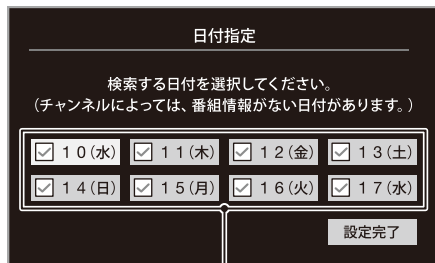 日付指定
検索する日付を選択してください。
(チャンネルによっては、番組情報がない日付があります。)
10(水) 11(木) 12(金) 13(土)
14(日) 15(月) 16(火) 17(水)
設定完了